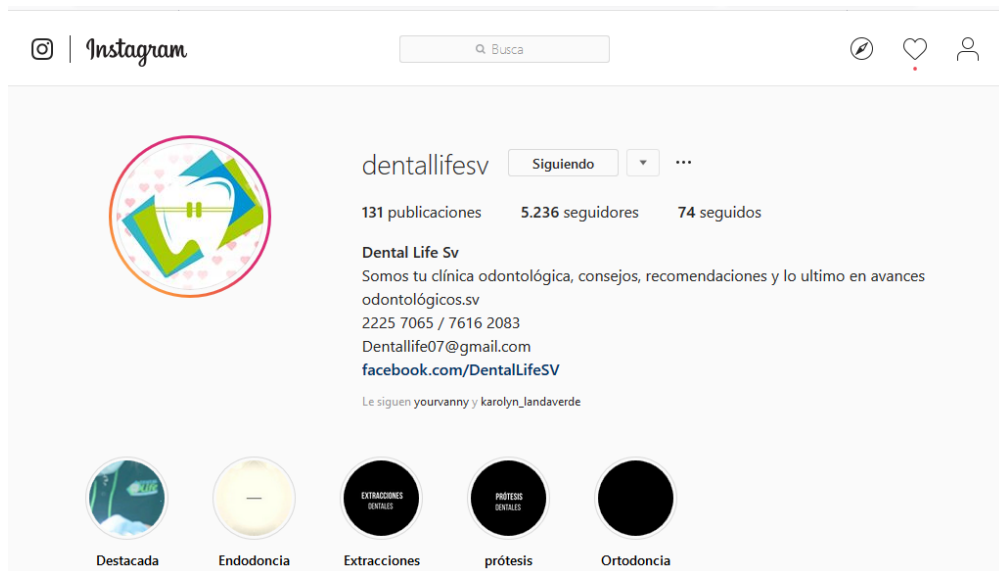 Instagram
Busca
dentallifesv Siguiendo
131 publicaciones 5.236 seguidores 74 seguidos
Dental Life Sv
Somos tu clínica odontológica, consejos, recomendaciones y lo ultimo en avances
odontológicos.sv
2225 7065 / 7616 2083
Dentallife07@gmail.com
facebook.com/DentalLifeSV
Le siguen yourvanny y karolyn_landaverde
EXTRACCIONES
DENTALES
PRÓTESIS
DENTALES
Destacada Endodoncia Extracciones prótesis Ortodoncia